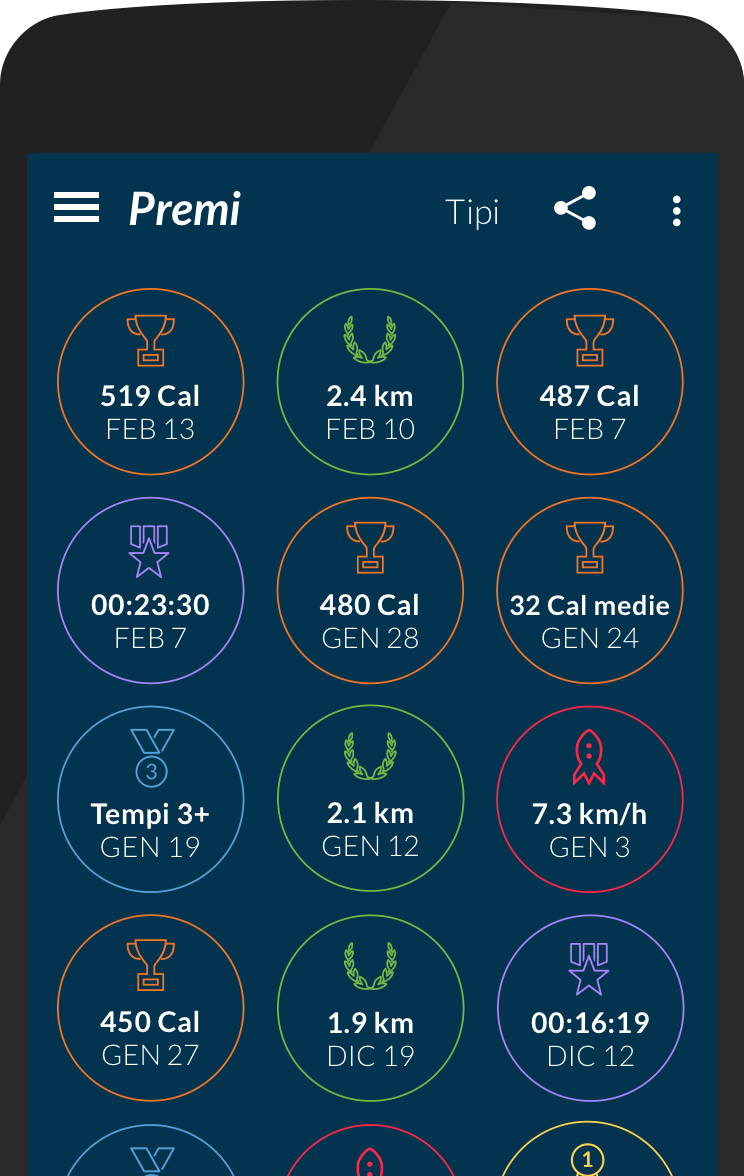 Premi
Tipi
519 Cal
FEB 13
2.4 km
FEB 10
487 Cal
FEB 7
00:23:30
FEB 7
480 Cal
GEN 28
32 Cal medie
GEN 24
3
Tempi 3+
GEN 19
2.1 km
GEN 12
7.3 km/h
GEN 3
450 Cal
GEN 27
1.9 km
DIC 19
00:16:19
DIC 12
1